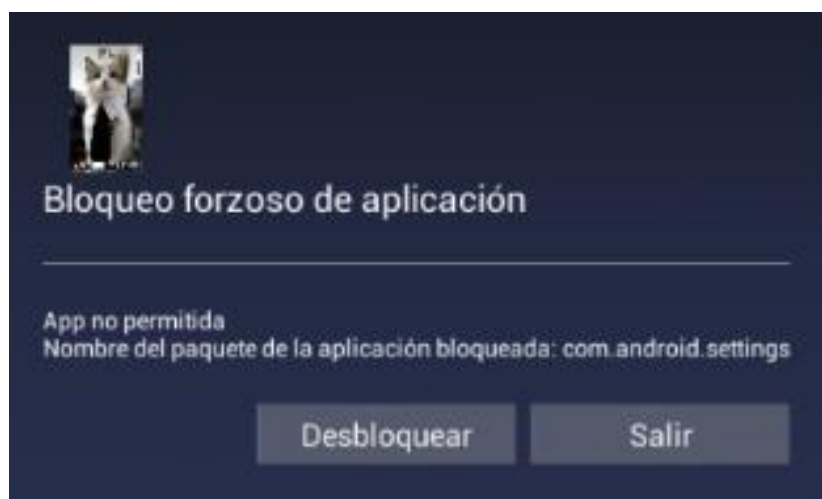 Bloqueo forzoso de aplicación
App no permitida
Nombre del paquete de la aplicación bloqueada: com.android.settings
Desbloquear
Salir